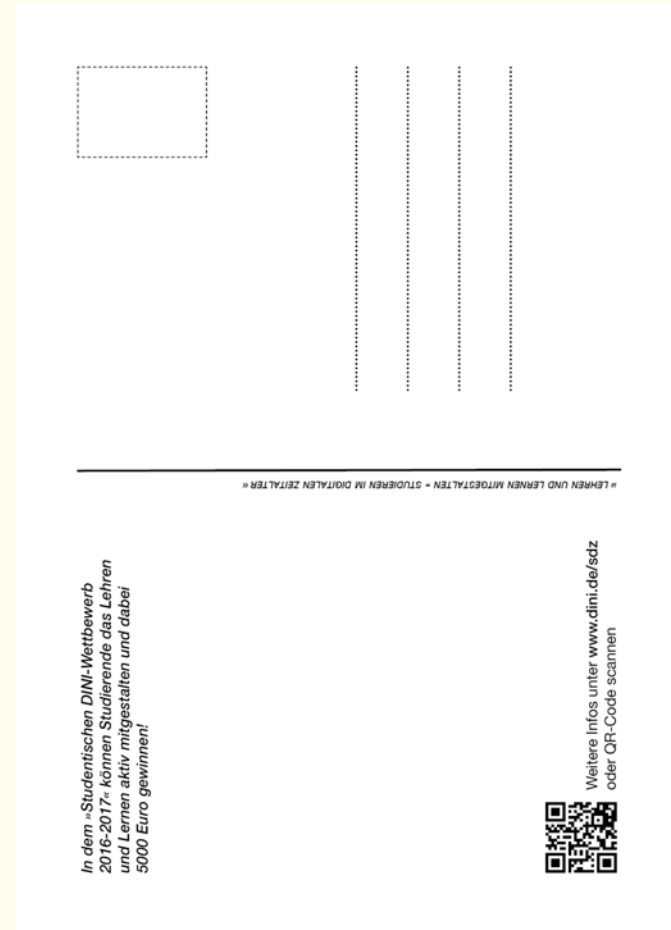 In dem »Studentischen DINI-Wettbewerb
2016-2017« können Studierende das Lehren
und Lernen aktiv mitgestalten und dabei
5000 Euro gewinnen!
Weitere Infos unter www.dini.de/sdz
oder QR-Code scannen
» LEHREN UND LERNEN MITGESTALTEN – STUDIEREN IM DIGITALEN ZEITALTER «